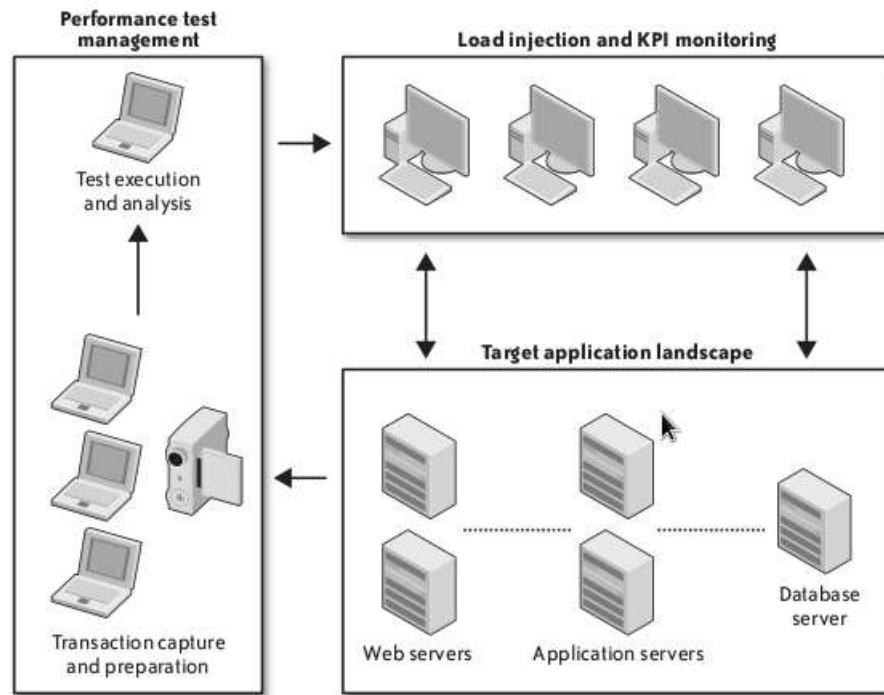 Performance test
management
Load injection and KPI monitoring
Test execution
and analysis
Target application landscape
Transaction capture
and preparation
Web servers
Application servers
Database
server